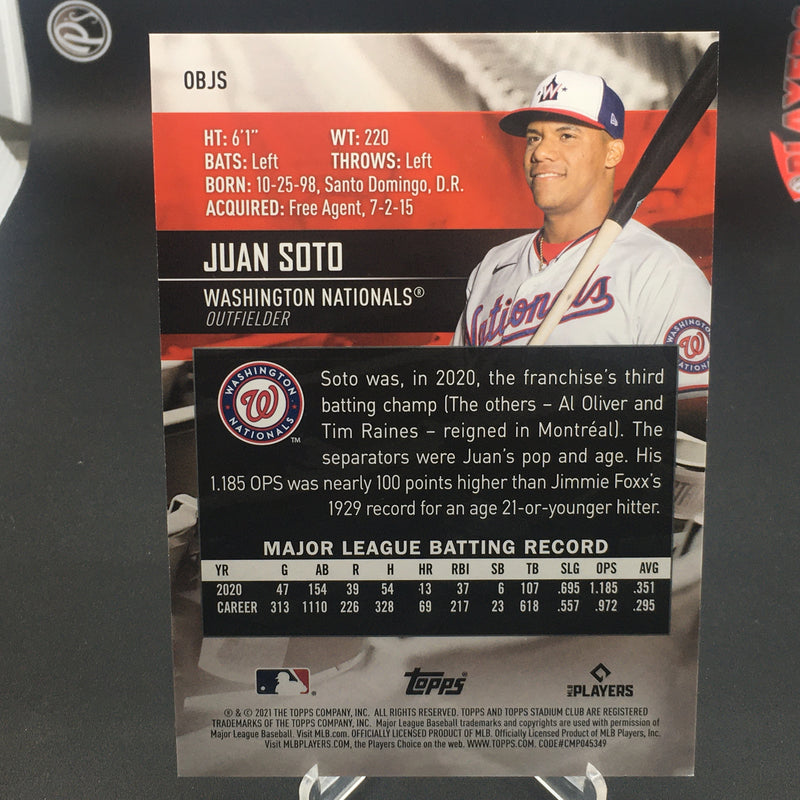 OBJS
HT: 6'1" WT: 220
BATS: Left THROWS: Left
BORN: 10-25-98, Santo Domingo, D.R.
ACQUIRED: Free Agent, 7-2-15
JUAN SOTO
WASHINGTON NATIONALS®
OUTFIELDER
W
Nationals
WASHINGTON
W
NATIONALS
WASHINGTON
W
NATIONALS
TM
Soto was, in 2020, the franchise's third
batting champ (The others – Al Oliver and
Tim Raines – reigned in Montréal). The
separators were Juan's pop and age. His
1.185 OPS was nearly 100 points higher than Jimmie Foxx's
1929 record for an age 21-or-younger hitter.
MAJOR LEAGUE BATTING RECORD
YR G AB R H HR RBI SB TB SLG OPS AVG
2020 47 154 39 54 13 37 6 107 .695 1.185 .351
CAREER 313 1110 226 328 69 217 23 618 .557 .972 .295
topps®
MLB PLAYERS
® & © 2021 THE TOPPS COMPANY, INC. ALL RIGHTS RESERVED. TOPPS AND TOPPS STADIUM CLUB ARE REGISTERED
TRADEMARKS OF THE TOPPS COMPANY, INC. Major League Baseball trademarks and copyrights are used with permission of
Major League Baseball. Visit MLB.com. OFFICIALLY LICENSED PRODUCT OF MLB. Officially Licensed Product of MLB Players, Inc.
Visit MLBPLAYERS.COM, the Players Choice on the web. WWW.TOPPS.COM. CODE#CMP045349
PS
PLAYERS